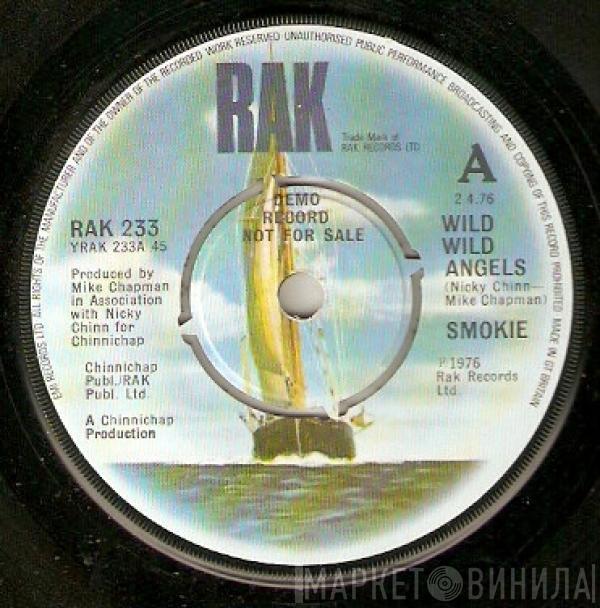 EMI RECORDS LTD ALL RIGHTS OF THE MANUFACTURER AND OF THE OWNER OF THE RECORDED WORK RESERVED UNAUTHORISED PUBLIC PERFORMANCE BROADCASTING AND COPYING OF THIS RECORD PROHIBITED MADE IN GT BRITAIN
RAK
Trade Mark of
RAK RECORDS LTD
A
2 4.76
DEMO
RECORD
NOT FOR SALE
RAK 233
YRAK 233A 45
WILD
WILD
ANGELS
(Nicky Chinn—
Mike Chapman)
SMOKIE
Produced by
Mike Chapman
in Association
with Nicky
Chinn for
Chinnichap
P 1976
Rak Records
Ltd.
Chinnichap
Publ./RAK
Publ. Ltd.
A Chinnichap
Production
МАРКЕТ ВИНИЛА